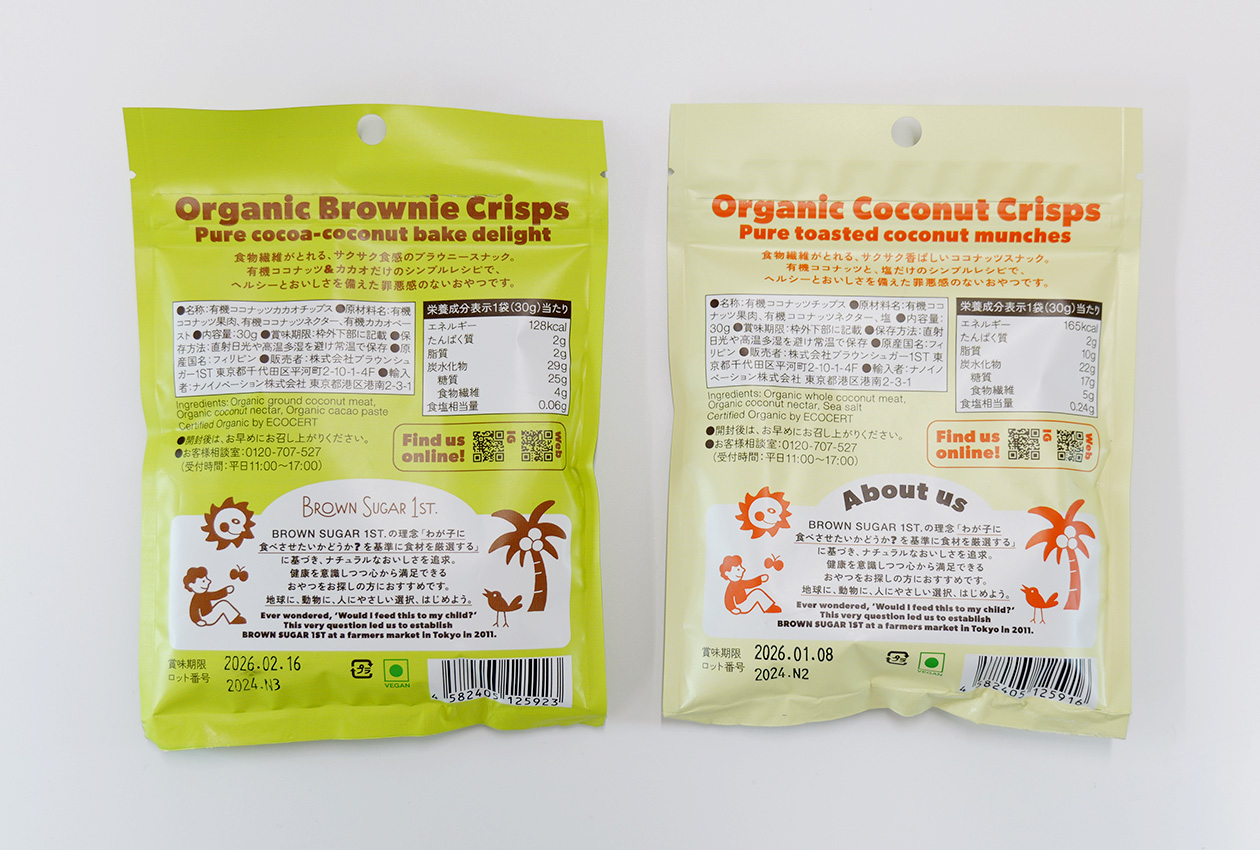 Organic Brownie Crisps
Pure cocoa-coconut bake delight
食物繊維がとれる、サクサク食感のブラウニースナック。
有機ココナッツ&カカオだけのシンプルレシピで、
ヘルシーとおいしさを備えた罪悪感のないおやつです。
●名称:有機ココナッツカカオチップス ●原材料名:有機
ココナッツ果肉、有機ココナッツネクター、有機カカオペー
スト ●内容量:30g ●賞味期限:枠外下部に記載 ●保
存方法:直射日光や高温多湿を避け常温で保存 ●原
産国名:フィリピン ●販売者:株式会社ブラウンシュ
ガー1ST 東京都千代田区平河町2-10-1-4F ●輸入
者:ナノイノベーション株式会社 東京都港区港南2-3-1
栄養成分表示1袋(30g)当たり
エネルギー 128kcal
たんぱく質 2g
脂質 2g
炭水化物 29g
糖質 25g
食物繊維 4g
食塩相当量 0.06g
Ingredients: Organic ground coconut meat,
Organic coconut nectar, Organic cacao paste
Certified Organic by ECOCERT
●開封後は、お早めにお召し上がりください。
●お客様相談室:0120-707-527
(受付時間:平日11:00〜17:00)
Find us
online!
IG
Web
BROWN SUGAR 1ST.
BROWN SUGAR 1ST. の理念「わが子に
食べさせたいかどうか?を基準に食材を厳選する」
に基づき、ナチュラルなおいしさを追求。
健康を意識しつつ心から満足できる
おやつをお探しの方におすすめです。
地球に、動物に、人にやさしい選択、はじめよう。
Ever wondered, 'Would I feed this to my child?'
This very question led us to establish
BROWN SUGAR 1ST at a farmers market in Tokyo in 2011.
賞味期限 2026.02.16
ロット番号 2024.N3
プラ
VEGAN
4 582405 125923
Organic Coconut Crisps
Pure toasted coconut munches
食物繊維がとれる、サクサク香ばしいココナッツスナック。
有機ココナッツと、塩だけのシンプルレシピで、
ヘルシーとおいしさを備えた罪悪感のないおやつです。
●名称:有機ココナッツチップス ●原材料名:有機ココ
ナッツ果肉、有機ココナッツネクター、塩 ●内容量:
30g ●賞味期限:枠外下部に記載 ●保存方法:直射
日光や高温多湿を避け常温で保存 ●原産国名:フィ
リピン ●販売者:株式会社ブラウンシュガー1ST 東
京都千代田区平河町2-10-1-4F ●輸入者:ナノイノ
ベーション株式会社 東京都港区港南2-3-1
栄養成分表示1袋(30g)当たり
エネルギー 165kcal
たんぱく質 2g
脂質 10g
炭水化物 22g
糖質 17g
食物繊維 5g
食塩相当量 0.24g
Ingredients: Organic whole coconut meat,
Organic coconut nectar, Sea salt
Certified Organic by ECOCERT
●開封後は、お早めにお召し上がりください。
●お客様相談室:0120-707-527
(受付時間:平日11:00〜17:00)
Find us
online!
IG
Web
About us
BROWN SUGAR 1ST. の理念「わが子に
食べさせたいかどうか?を基準に食材を厳選する」
に基づき、ナチュラルなおいしさを追求。
健康を意識しつつ心から満足できる
おやつをお探しの方におすすめです。
地球に、動物に、人にやさしい選択、はじめよう。
Ever wondered, 'Would I feed this to my child?'
This very question led us to establish
BROWN SUGAR 1ST at a farmers market in Tokyo in 2011.
賞味期限 2026.01.08
ロット番号 2024.N2
プラ
VEGAN
4 582405 125916